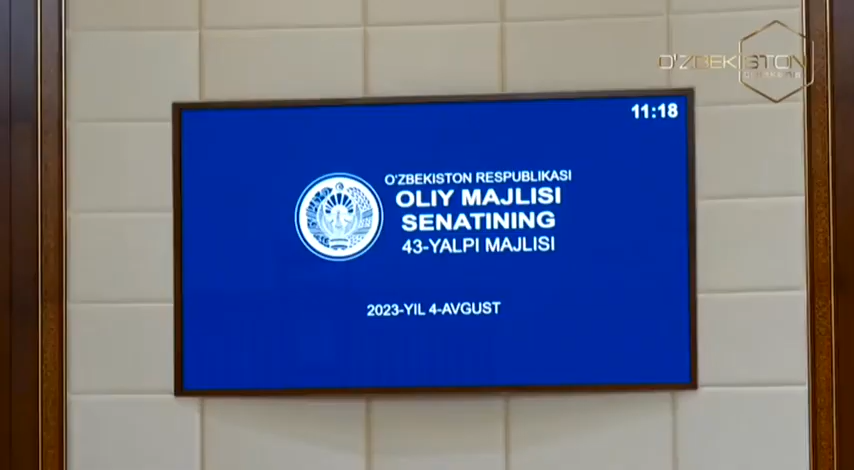 O'ZBEKISTON
11:18
O'ZBEKISTON RESPUBLIKASI
OLIY MAJLISI
SENATINING
43-YALPI MAJLISI
2023-YIL 4-AVGUST